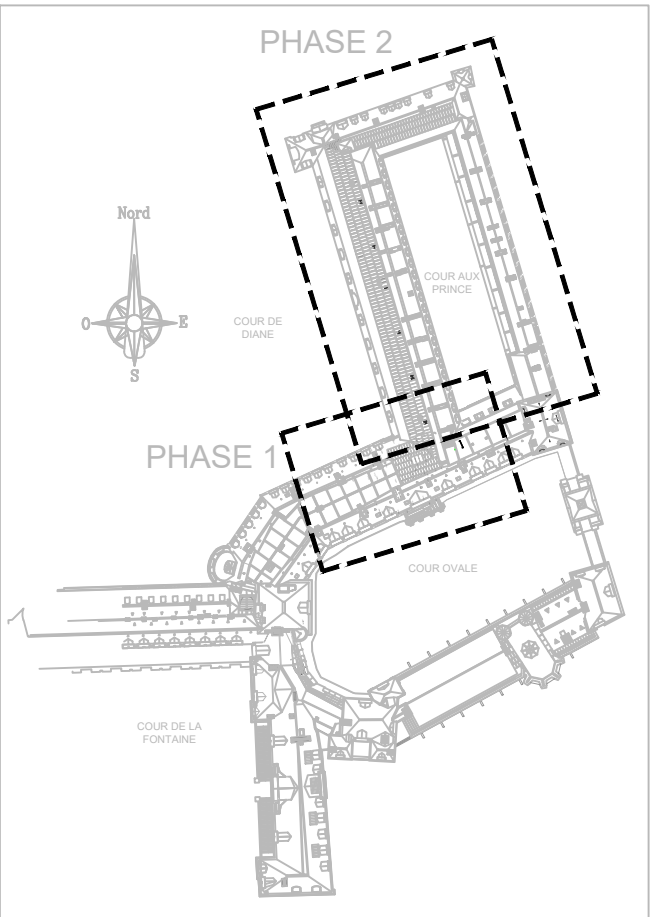 PHASE 2
Nord
O
E
S
COUR AUX
PRINCE
COUR DE
DIANE
PHASE 1
COUR OVALE
COUR DE LA
FONTAINE